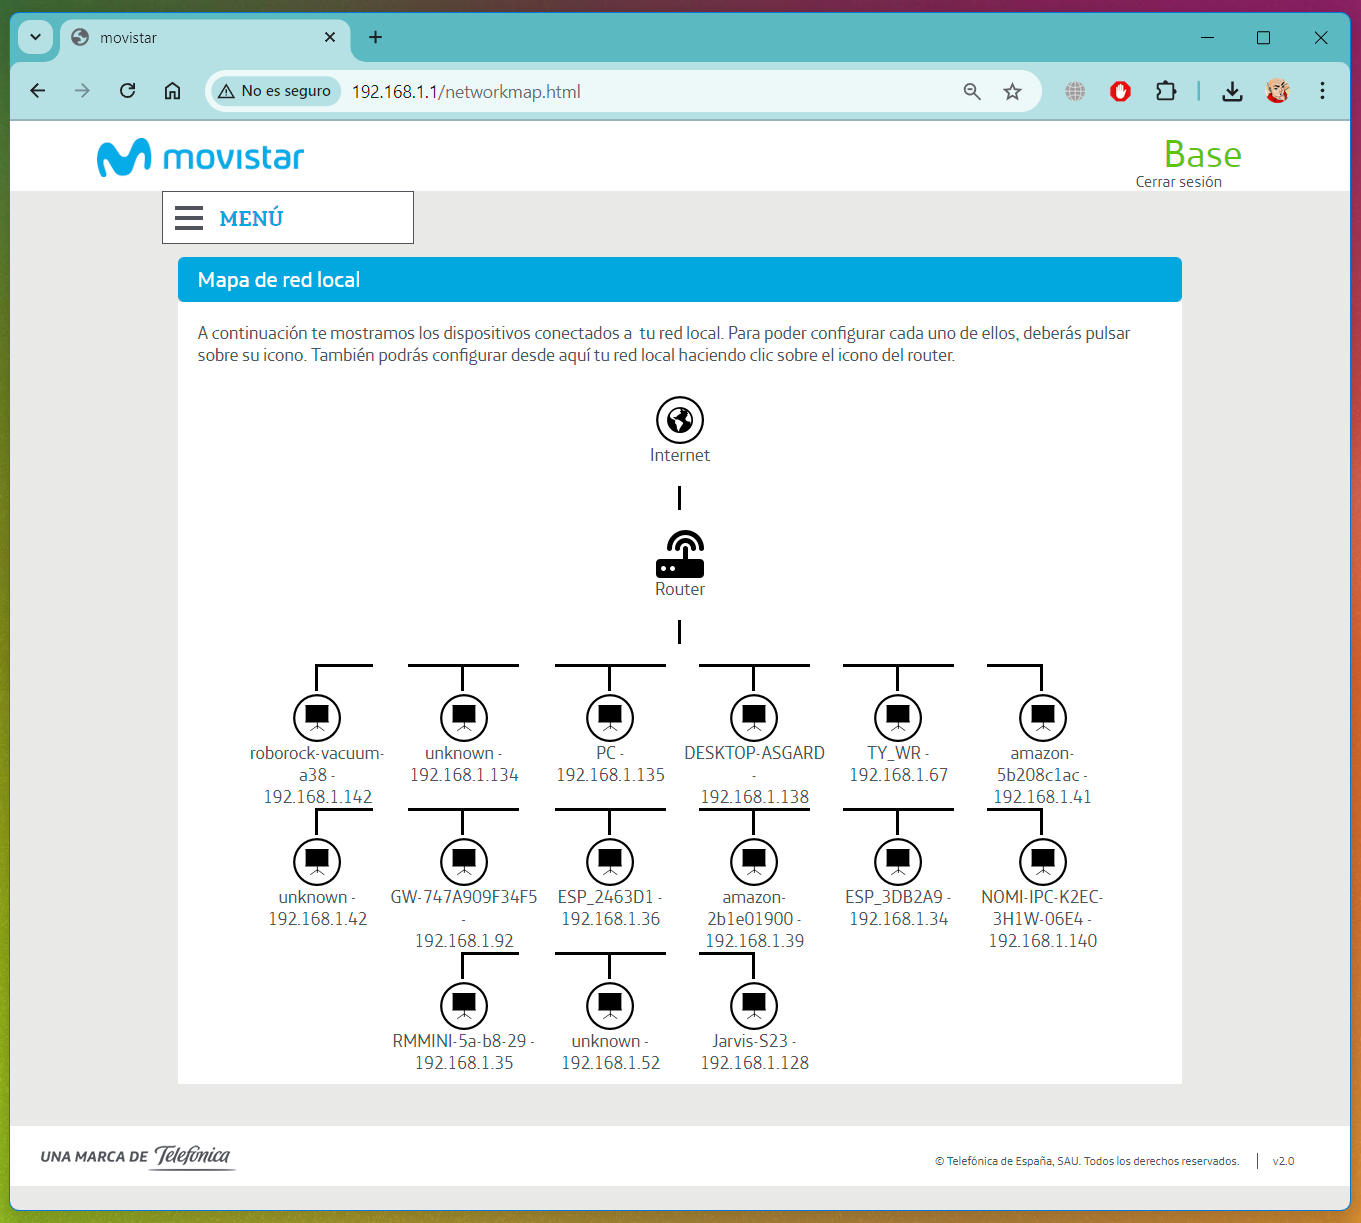 movistar
No es seguro
192.168.1.1/networkmap.html
movistar
Base
Cerrar sesión
MENÚ
Mapa de red local
A continuación te mostramos los dispositivos conectados a tu red local. Para poder configurar cada uno de ellos, deberás pulsar
sobre su icono. También podrás configurar desde aquí tu red local haciendo clic sobre el icono del router.
Internet
Router
roborock-vacuum-
a38 -
192.168.1.142
unknown -
192.168.1.134
PC -
192.168.1.135
DESKTOP-ASGARD
-
192.168.1.138
TY_WR -
192.168.1.67
amazon-
5b208c1ac -
192.168.1.41
unknown -
192.168.1.42
GW-747A909F34F5
-
192.168.1.92
ESP_2463D1 -
192.168.1.36
amazon-
2b1e01900 -
192.168.1.39
ESP_3DB2A9 -
192.168.1.34
NOMI-IPC-K2EC-
3H1W-06E4 -
192.168.1.140
RMMINI-5a-b8-29 -
192.168.1.35
unknown -
192.168.1.52
Jarvis-S23 -
192.168.1.128
UNA MARCA DE Telefónica
© Telefónica de España, SAU. Todos los derechos reservados.
v2.0